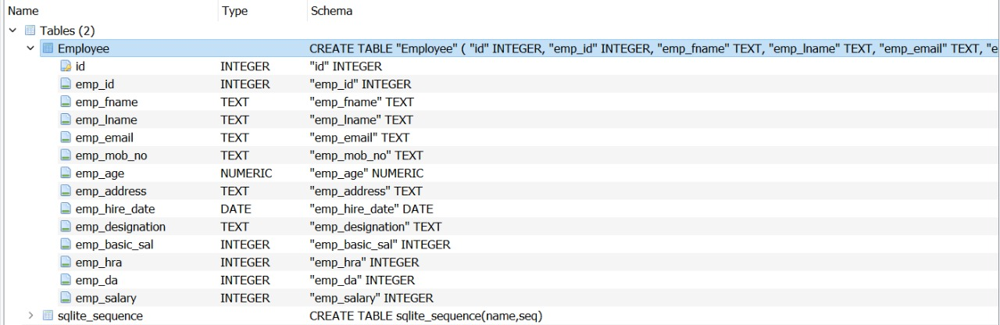 Name Type Schema
Tables (2)
Employee CREATE TABLE "Employee" ( "id" INTEGER, "emp_id" INTEGER, "emp_fname" TEXT, "emp_lname" TEXT, "emp_email" TEXT, "e
id INTEGER "id" INTEGER
emp_id INTEGER "emp_id" INTEGER
emp_fname TEXT "emp_fname" TEXT
emp_lname TEXT "emp_lname" TEXT
emp_email TEXT "emp_email" TEXT
emp_mob_no TEXT "emp_mob_no" TEXT
emp_age NUMERIC "emp_age" NUMERIC
emp_address TEXT "emp_address" TEXT
emp_hire_date DATE "emp_hire_date" DATE
emp_designation TEXT "emp_designation" TEXT
emp_basic_sal INTEGER "emp_basic_sal" INTEGER
emp_hra INTEGER "emp_hra" INTEGER
emp_da INTEGER "emp_da" INTEGER
emp_salary INTEGER "emp_salary" INTEGER
sqlite_sequence CREATE TABLE sqlite_sequence(name,seq)